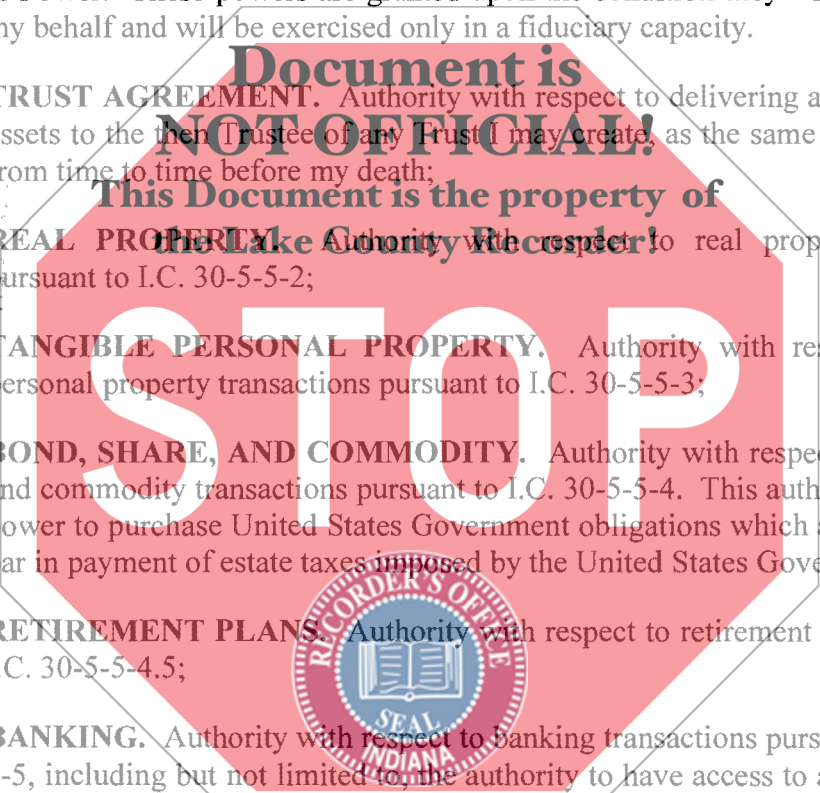 my behalf and will be exercised only in a fiduciary capacity.
Document is
TRUST AGREEMENT. Authority with respect to delivering a
NOT OFFICIAL!
assets to the then Trustee of any Trust I may create, as the same
from time to time before my death;
This Document is the property of
the Lake County Recorder!
REAL PROPERTY. Authority with respect to real prop
pursuant to I.C. 30-5-5-2;
STOP
TANGIBLE PERSONAL PROPERTY. Authority with res
personal property transactions pursuant to I.C. 30-5-5-3;
BOND, SHARE, AND COMMODITY. Authority with respec
and commodity transactions pursuant to I.C. 30-5-5-4. This auth
power to purchase United States Government obligations which a
par in payment of estate taxes imposed by the United States Gove
RECORDER'S OFFICE
RETIREMENT PLANS. Authority with respect to retirement
I.C. 30-5-5-4.5;
SEAL
INDIANA
BANKING. Authority with respect to banking transactions purs
-5, including but not limited to, the authority to have access to a